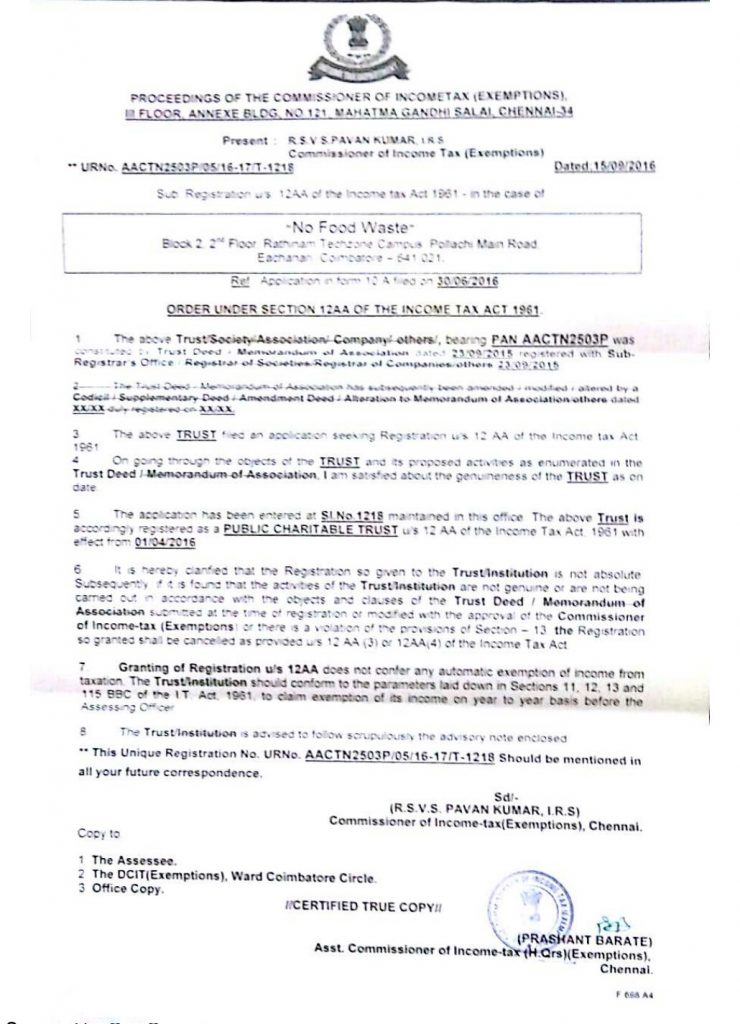 PROCEEDINGS OF THE COMMISSIONER OF INCOMETAX (EXEMPTIONS),
III FLOOR, ANNEXE BLDG, NO.121, MAHATMA GANDHI SALAI, CHENNAI-34
Present : R.S.V.S.PAVAN KUMAR, I.R.S
Commissioner of Income Tax (Exemptions)
** URNo. AACTN2503P/05/16-17/T-1218 Dated:15/09/2016
Sub: Registration u/s. 12AA of the Income tax Act 1961 - in the case of
"No Food Waste"
Block 2, 2nd Floor, Rathinam Techzone Campus, Pollachi Main Road,
Eachanari, Coimbatore – 641 021.
Ref: Application in form 10 A filed on 30/06/2016
ORDER UNDER SECTION 12AA OF THE INCOME TAX ACT 1961.
1 The above Trust/Society/Association/ Company/ others/, bearing PAN AACTN2503P was
constituted by Trust Deed / Memorandum of Association dated 23/09/2015 registered with Sub-
Registrar's Office / Registrar of Societies/Registrar of Companies/others 23/09/2015
2 The Trust Deed - Memorandum of Association has subsequently been amended / modified / altered by a
Codicil / Supplementary Deed / Amendment Deed / Alteration to Memorandum of Association/others dated
XX/XX duly registered on XX/XX.
3 The above TRUST filed an application seeking Registration u/s 12 AA of the Income tax Act.
1961
4 On going through the objects of the TRUST and its proposed activities as enumerated in the
Trust Deed / Memorandum of Association, I am satisfied about the genuineness of the TRUST as on
date.
5 The application has been entered at Sl.No.1218 maintained in this office. The above Trust is
accordingly registered as a PUBLIC CHARITABLE TRUST u/s 12 AA of the Income Tax Act, 1961 with
effect from 01/04/2016
6 It is hereby clarified that the Registration so given to the Trust/Institution is not absolute
Subsequently, if it is found that the activities of the Trust/Institution are not genuine or are not being
carried out in accordance with the objects and clauses of the Trust Deed / Memorandum of
Association submitted at the time of registration or modified with the approval of the Commissioner
of Income-tax (Exemptions) or there is a violation of the provisions of Section – 13 the Registration
so granted shall be cancelled as provided u/s 12 AA (3) or 12AA(4) of the Income Tax Act
7. Granting of Registration u/s 12AA does not confer any automatic exemption of income from
taxation. The Trust/Institution should conform to the parameters laid down in Sections 11, 12, 13 and
115 BBC of the I.T. Act, 1961, to claim exemption of its income on year to year basis before the
Assessing Officer
8 The Trust/Institution is advised to follow scrupulously the advisory note enclosed
** This Unique Registration No. URNo. AACTN2503P/05/16-17/T-1218 Should be mentioned in
all your future correspondence.
Sd/-
(R.S.V.S. PAVAN KUMAR, I.R.S)
Commissioner of Income-tax(Exemptions), Chennai.
Copy to
1 The Assessee.
2 The DCIT(Exemptions), Ward Coimbatore Circle.
3 Office Copy.
//CERTIFIED TRUE COPY//
(PRASHANT BARATE)
Asst. Commissioner of Income-tax (H.Qrs)(Exemptions),
Chennai.
F 698 A4